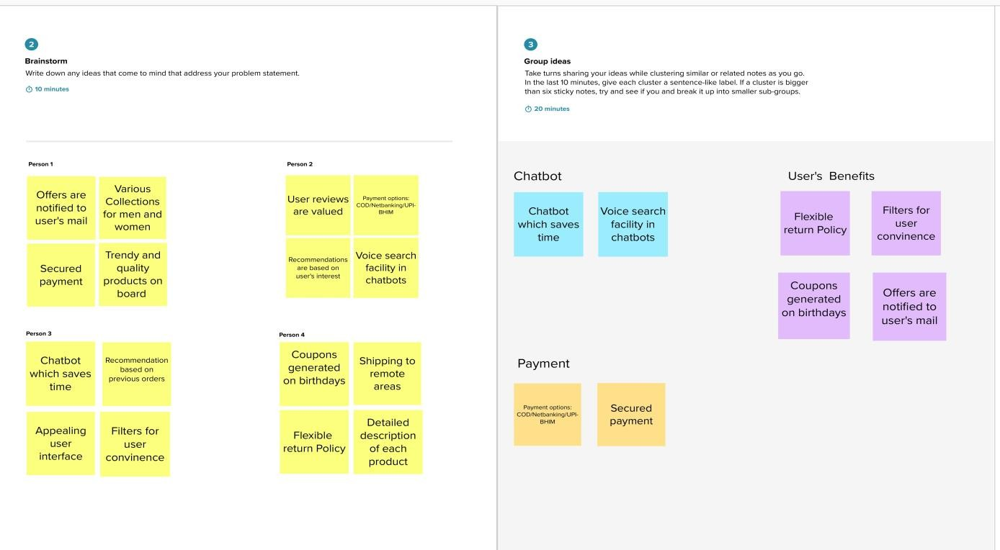 2
Brainstorm
Write down any ideas that come to mind that address your problem statement.
10 minutes
Person 1
Offers are
notified to
user's mail
Various
Collections
for men and
women
Secured
payment
Trendy and
quality
products on
board
Person 2
User reviews
are valued
Payment options:
COD/Netbanking/UPI-
BHIM
Recommendations
are based on
user's interest
Voice search
facility in
chatbots
Person 3
Chatbot
which saves
time
Recommendation
based on
previous orders
Appealing
user
interface
Filters for
user
convinence
Person 4
Coupons
generated
on birthdays
Shipping to
remote
areas
Flexible
return Policy
Detailed
description
of each
product
3
Group ideas
Take turns sharing your ideas while clustering similar or related notes as you go.
In the last 10 minutes, give each cluster a sentence-like label. If a cluster is bigger
than six sticky notes, try and see if you and break it up into smaller sub-groups.
20 minutes
Chatbot
Chatbot
which saves
time
Voice search
facility in
chatbots
User's Benefits
Flexible
return Policy
Filters for
user
convinence
Coupons
generated
on birthdays
Offers are
notified to
user's mail
Payment
Payment options:
COD/Netbanking/UPI-
BHIM
Secured
payment